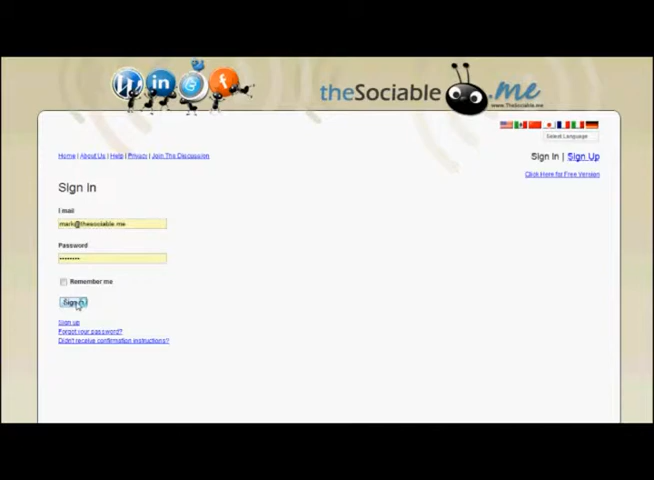 in
theSociable.me
www.TheSociable.me
Select Language
Home | About Us | Help | Privacy | Join The Discussion
Sign In | Sign Up
Click Here for Free Version
Sign in
Email
mark@thesociable.me
Password
Remember me
Sign in
Sign up
Forgot your password?
Didn't receive confirmation instructions?